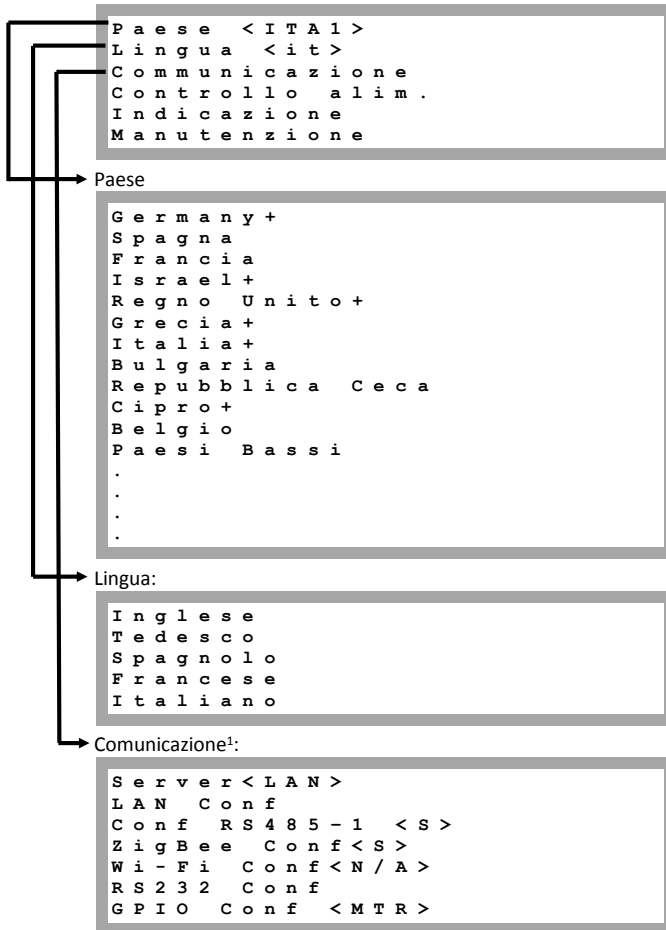 Paese <ITA1>
Lingua <it>
Communicazione
Controllo alim.
Indicazione
Manutenzione
Paese
Germany+
Spagna
Francia
Israel+
Regno Unito+
Grecia+
Italia+
Bulgaria
Repubblica Ceca
Cipro+
Belgio
Paesi Bassi
.
.
.
.
Lingua:
Inglese
Tedesco
Spagnolo
Francese
Italiano
Comunicazione¹:
Server<LAN>
LAN Conf
Conf RS485-1 <S>
ZigBee Conf<S>
Wi-Fi Conf<N/A>
RS232 Conf
GPIO Conf <MTR>